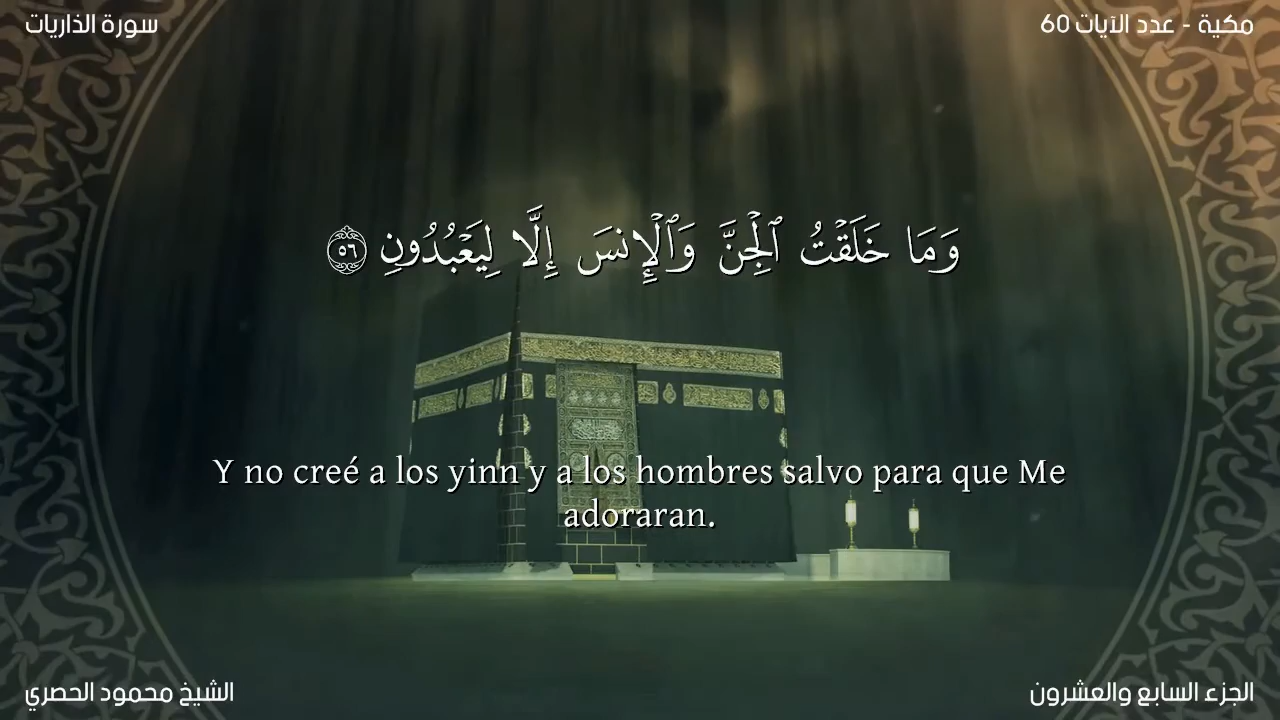 سورة الذاريات
مكية - عدد الآيات 60
وَمَا خَلَقْتُ ٱلْجِنَّ وَٱلْإِنسَ إِلَّا لِيَعْبُدُونِ ٥٦
Y no creé a los yinn y a los hombres salvo para que Me
adoraran.
الشيخ محمود الحصري
الجزء السابع والعشرون